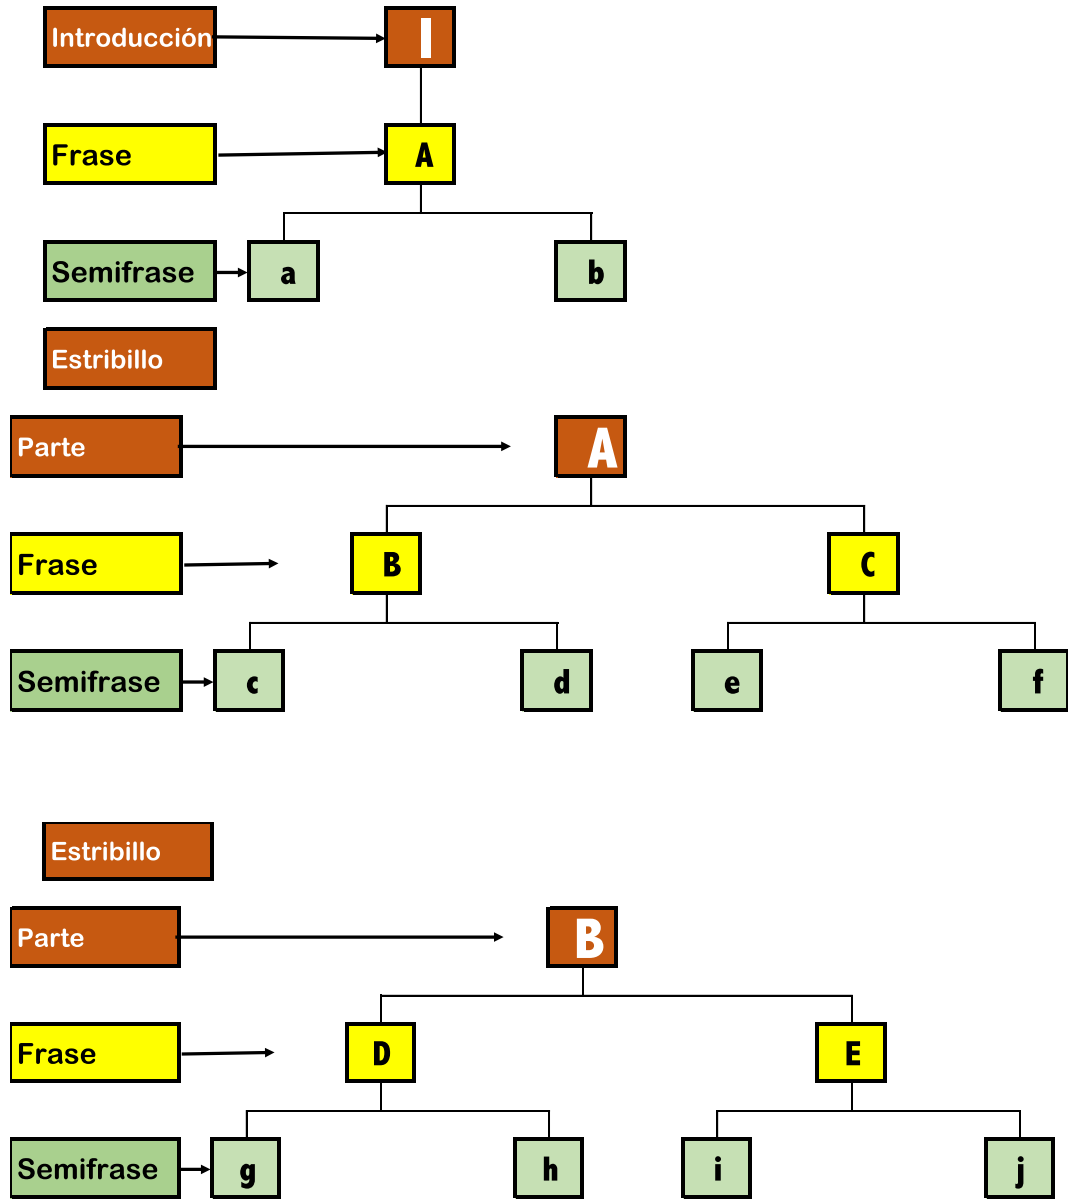 Introducción I
Frase A
Semifrase a b
Estribillo
Parte A
Frase B C
Semifrase c d e f
Estribillo
Parte B
Frase D E
Semifrase g h i j